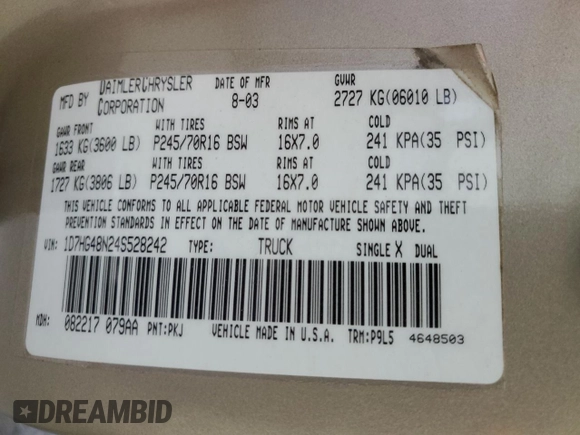 MFD BY DAIMLERCHRYSLER CORPORATION DATE OF MFR 8-03 GVWR 2727 KG(06010 LB)
GAWR FRONT WITH TIRES RIMS AT COLD
1633 KG(3600 LB) P245/70R16 BSW 16X7.0 241 KPA(35 PSI)
GAWR REAR WITH TIRES RIMS AT COLD
1727 KG(3806 LB) P245/70R16 BSW 16X7.0 241 KPA(35 PSI)
THIS VEHICLE CONFORMS TO ALL APPLICABLE FEDERAL MOTOR VEHICLE SAFETY AND THEFT
PREVENTION STANDARDS IN EFFECT ON THE DATE OF MANUFACTURE SHOWN ABOVE.
VIN: 1D7HG48N24S528242 TYPE: TRUCK SINGLE X DUAL
MDH: 082217 079AA PNT:PKJ VEHICLE MADE IN U.S.A. TRM:P9L5 4648503
DREAMBID